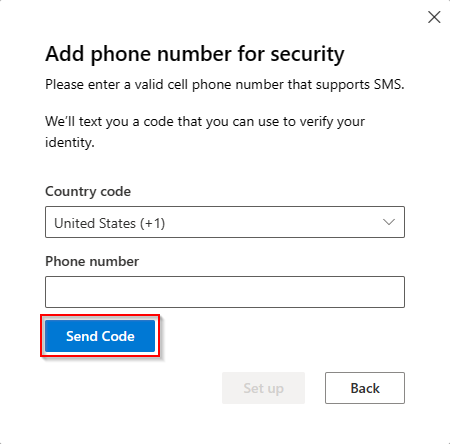 Add phone number for security
Please enter a valid cell phone number that supports SMS.
We'll text you a code that you can use to verify your
identity.
Country code
United States (+1)
Phone number
Send Code
Set up
Back